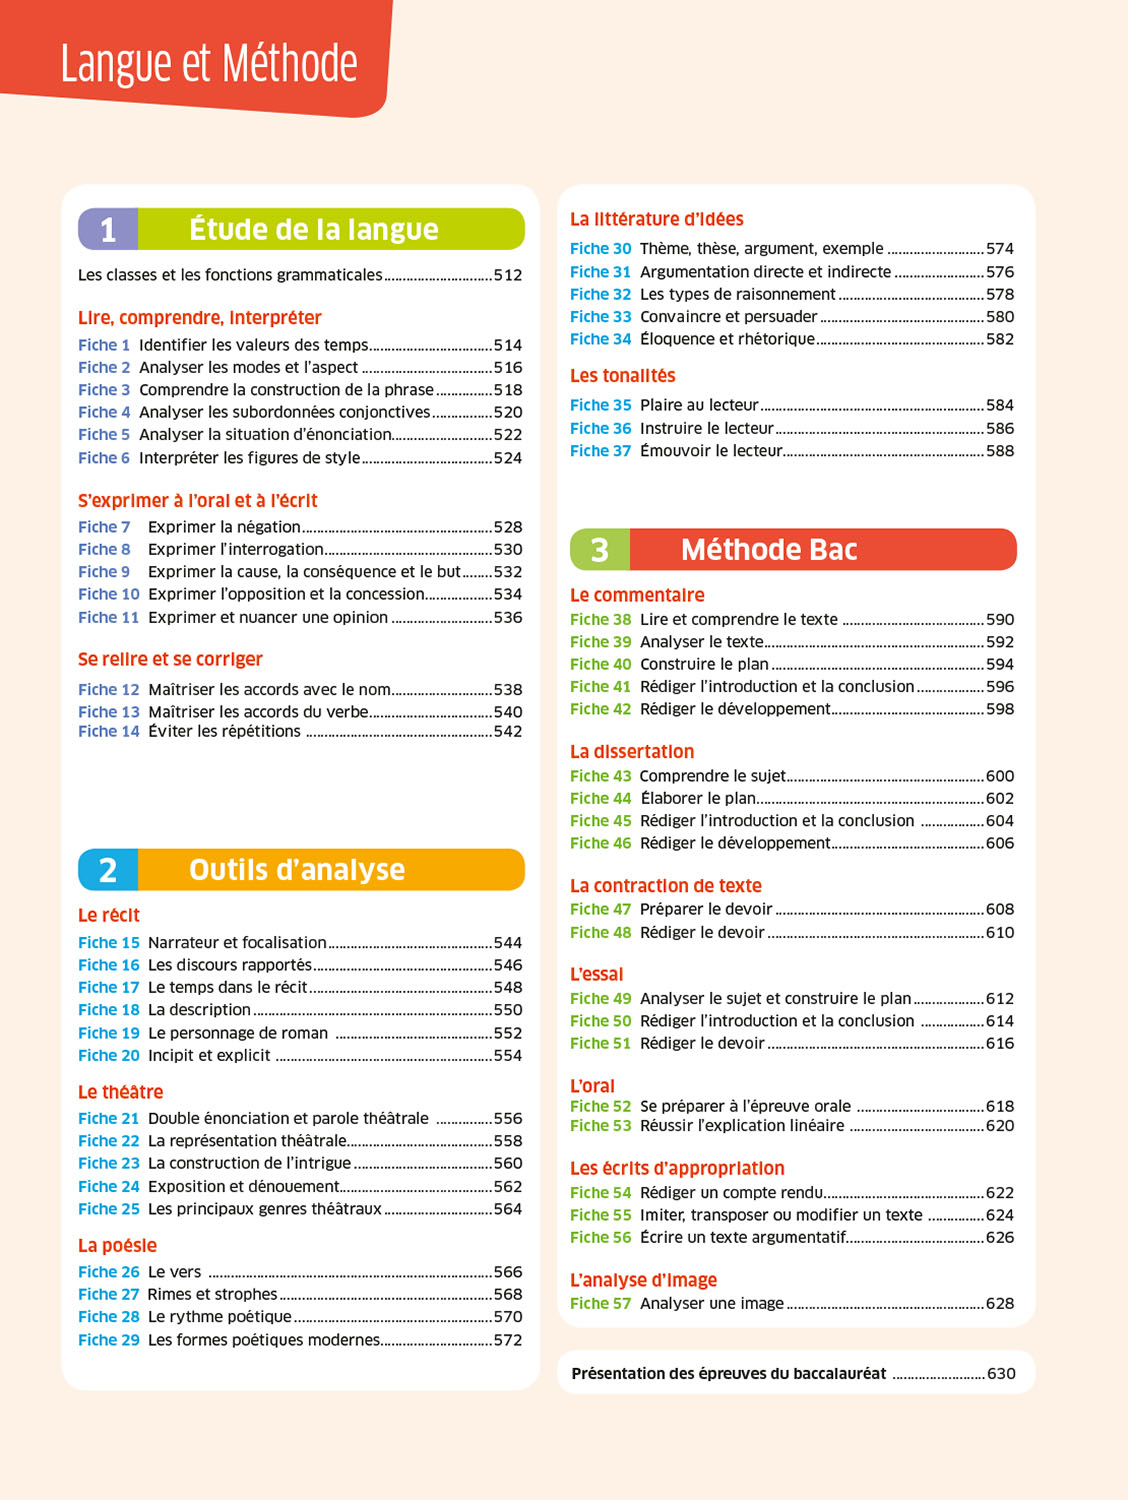 Langue et Méthode
1 Étude de la langue
Les classes et les fonctions grammaticales............................512
Lire, comprendre, interpréter
Fiche 1 Identifier les valeurs des temps................................514
Fiche 2 Analyser les modes et l'aspect ..................................516
Fiche 3 Comprendre la construction de la phrase...............518
Fiche 4 Analyser les subordonnées conjonctives................520
Fiche 5 Analyser la situation d'énonciation..........................522
Fiche 6 Interpréter les figures de style..................................524
S'exprimer à l'oral et à l'écrit
Fiche 7 Exprimer la négation.................................................528
Fiche 8 Exprimer l'interrogation............................................530
Fiche 9 Exprimer la cause, la conséquence et le but........532
Fiche 10 Exprimer l'opposition et la concession..................534
Fiche 11 Exprimer et nuancer une opinion ..........................536
Se relire et se corriger
Fiche 12 Maîtriser les accords avec le nom..........................538
Fiche 13 Maîtriser les accords du verbe................................540
Fiche 14 Éviter les répétitions ................................................542
2 Outils d'analyse
Le récit
Fiche 15 Narrateur et focalisation..........................................544
Fiche 16 Les discours rapportés..............................................546
Fiche 17 Le temps dans le récit...............................................548
Fiche 18 La description..............................................................550
Fiche 19 Le personnage de roman ........................................552
Fiche 20 Incipit et explicit ........................................................554
Le théâtre
Fiche 21 Double énonciation et parole théâtrale ...............556
Fiche 22 La représentation théâtrale.....................................558
Fiche 23 La construction de l'intrigue....................................560
Fiche 24 Exposition et dénouement.......................................562
Fiche 25 Les principaux genres théâtraux............................564
La poésie
Fiche 26 Le vers .........................................................................566
Fiche 27 Rimes et strophes.......................................................568
Fiche 28 Le rythme poétique...................................................570
Fiche 29 Les formes poétiques modernes.............................572
La littérature d'idées
Fiche 30 Thème, thèse, argument, exemple .........................574
Fiche 31 Argumentation directe et indirecte .......................576
Fiche 32 Les types de raisonnement......................................578
Fiche 33 Convaincre et persuader...........................................580
Fiche 34 Éloquence et rhétorique............................................582
Les tonalités
Fiche 35 Plaire au lecteur..........................................................584
Fiche 36 Instruire le lecteur......................................................586
Fiche 37 Émouvoir le lecteur....................................................588
3 Méthode Bac
Le commentaire
Fiche 38 Lire et comprendre le texte .....................................590
Fiche 39 Analyser le texte.........................................................592
Fiche 40 Construire le plan.......................................................594
Fiche 41 Rédiger l'introduction et la conclusion..................596
Fiche 42 Rédiger le développement........................................598
La dissertation
Fiche 43 Comprendre le sujet...................................................600
Fiche 44 Élaborer le plan...........................................................602
Fiche 45 Rédiger l'introduction et la conclusion .................604
Fiche 46 Rédiger le développement........................................606
La contraction de texte
Fiche 47 Préparer le devoir ......................................................608
Fiche 48 Rédiger le devoir ........................................................610
L'essai
Fiche 49 Analyser le sujet et construire le plan...................612
Fiche 50 Rédiger l'introduction et la conclusion .................614
Fiche 51 Rédiger le devoir ........................................................616
L'oral
Fiche 52 Se préparer à l'épreuve orale .................................618
Fiche 53 Réussir l'explication linéaire ...................................620
Les écrits d'appropriation
Fiche 54 Rédiger un compte rendu..........................................622
Fiche 55 Imiter, transposer ou modifier un texte ...............624
Fiche 56 Écrire un texte argumentatif....................................626
L'analyse d'image
Fiche 57 Analyser une image...................................................628
Présentation des épreuves du baccalauréat .........................630